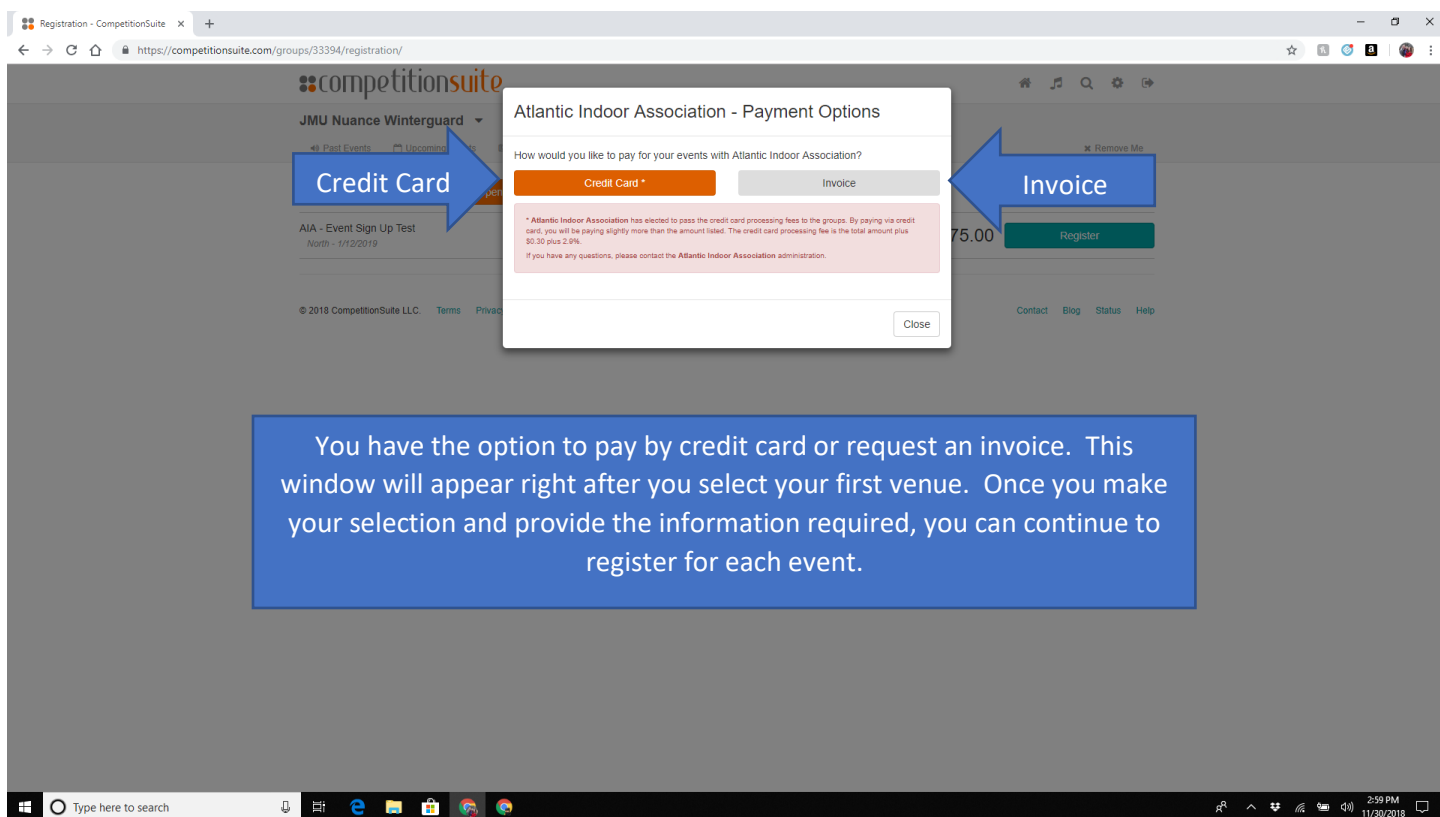 Registration - CompetitionSuite
https://competitionsuite.com/groups/33394/registration/
competitionsuite
JMU Nuance Winterguard
Past Events
Remove Me
Atlantic Indoor Association - Payment Options
How would you like to pay for your events with Atlantic Indoor Association?
Credit Card *
Invoice
Credit Card
Invoice
* Atlantic Indoor Association has elected to pass the credit card processing fees to the groups. By paying via credit
card, you will be paying slightly more than the amount listed. The credit card processing fee is the total amount plus
$0.30 plus 2.9%.
If you have any questions, please contact the Atlantic Indoor Association administration.
AIA - Event Sign Up Test
North - 1/12/2019
75.00
Register
© 2018 CompetitionSuite LLC. Terms
Contact Blog Status Help
Close
You have the option to pay by credit card or request an invoice. This
window will appear right after you select your first venue. Once you make
your selection and provide the information required, you can continue to
register for each event.
Type here to search
2:59 PM
11/30/2018